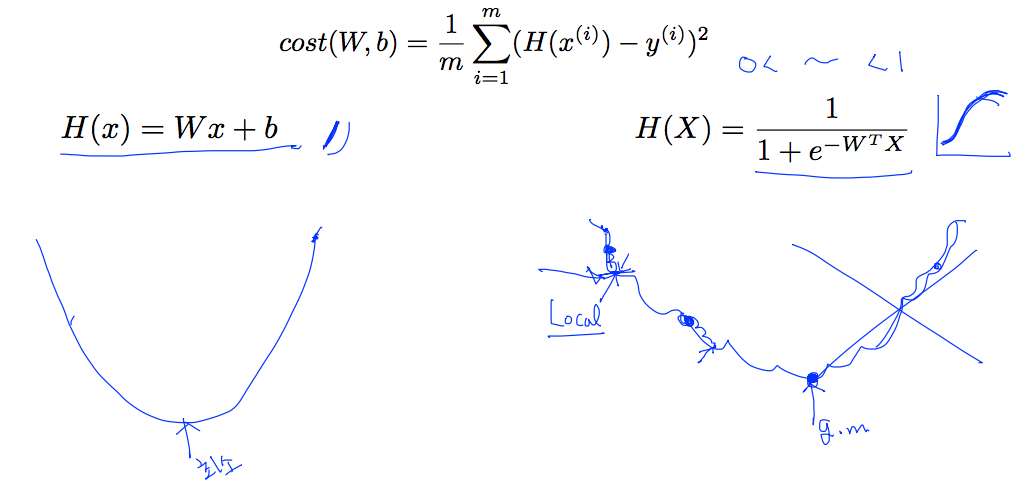 cost(W, b) = \frac{1}{m} \sum_{i=1}^{m} (H(x^{(i)}) - y^{(i)})^2
0< ~ <1
H(x) = Wx + b
H(X) = \frac{1}{1 + e^{-W^T X}}
Local
g.m
최소